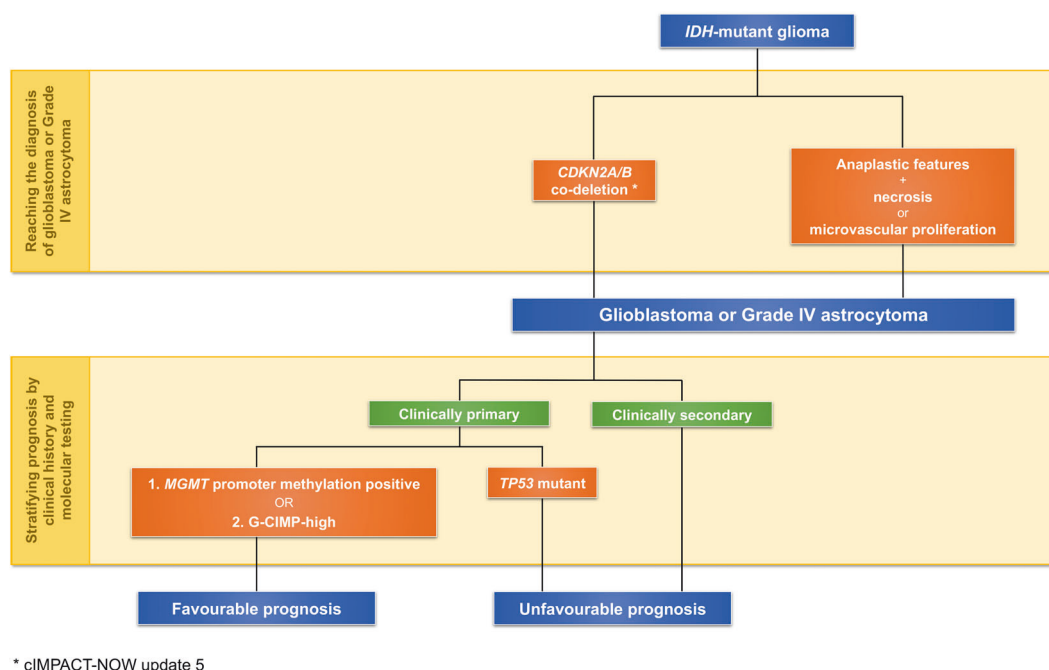 IDH-mutant glioma
Reaching the diagnosis
of glioblastoma or Grade
IV astrocytoma
CDKN2A/B
co-deletion *
Anaplastic features
+
necrosis
or
microvascular proliferation
Glioblastoma or Grade IV astrocytoma
Stratifying prognosis by
clinical history and
molecular testing
Clinically primary
Clinically secondary
1. MGMT promoter methylation positive
OR
2. G-CIMP-high
TP53 mutant
Favourable prognosis
Unfavourable prognosis
* cIMPACT-NOW update 5